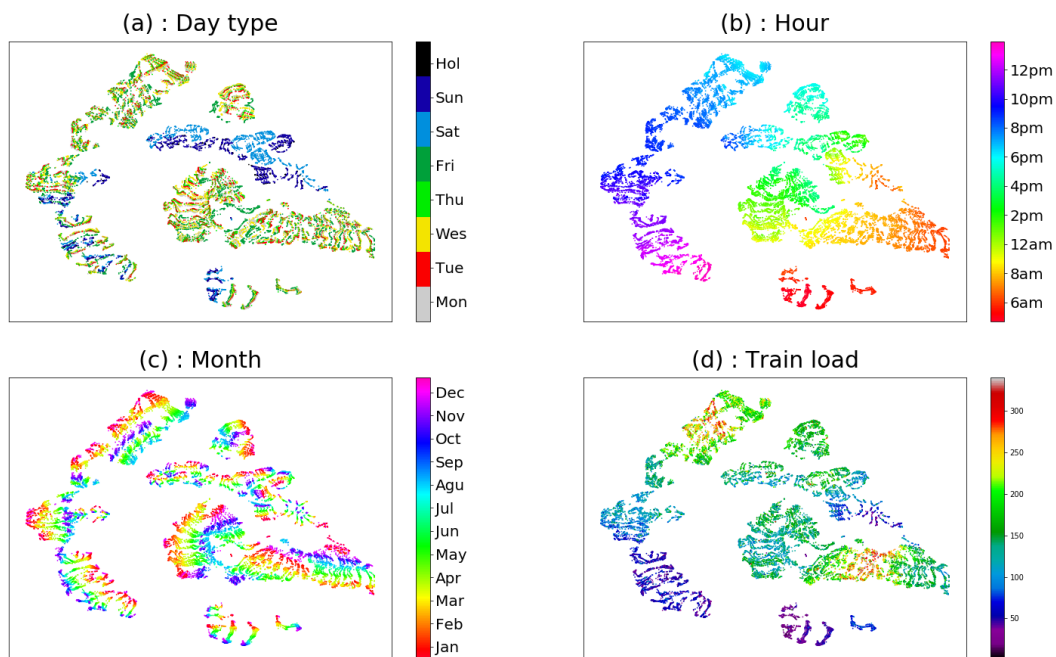 (a) : Day type
Hol
Sun
Sat
Fri
Thu
Wes
Tue
Mon
(b) : Hour
12pm
10pm
8pm
6pm
4pm
2pm
12am
8am
6am
(c) : Month
Dec
Nov
Oct
Sep
Agu
Jul
Jun
May
Apr
Mar
Feb
Jan
(d) : Train load
300
250
200
150
100
50